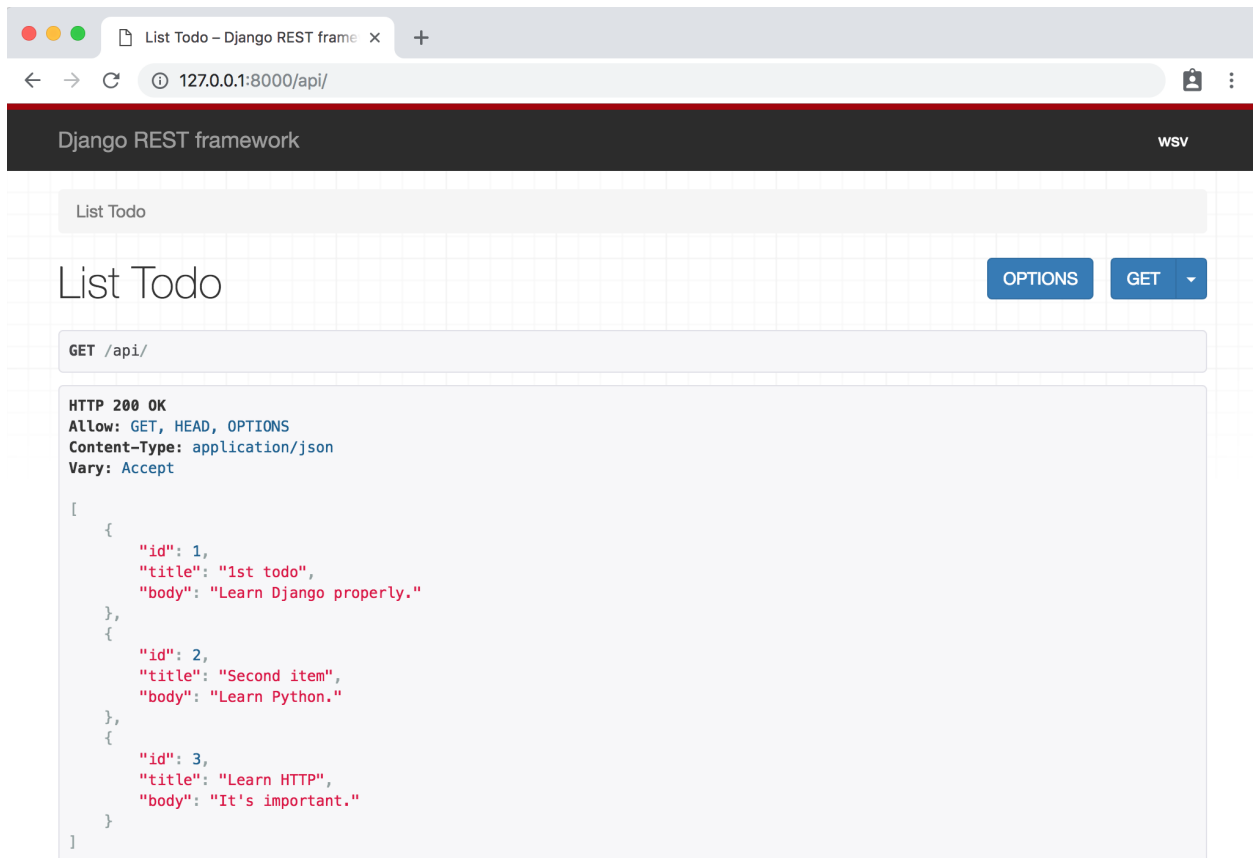 List Todo – Django REST frame
127.0.0.1:8000/api/
Django REST framework
wsv
List Todo
List Todo
OPTIONS
GET
GET /api/
HTTP 200 OK
Allow: GET, HEAD, OPTIONS
Content-Type: application/json
Vary: Accept
[
    {
        "id": 1,
        "title": "1st todo",
        "body": "Learn Django properly."
    },
    {
        "id": 2,
        "title": "Second item",
        "body": "Learn Python."
    },
    {
        "id": 3,
        "title": "Learn HTTP",
        "body": "It's important."
    }
]